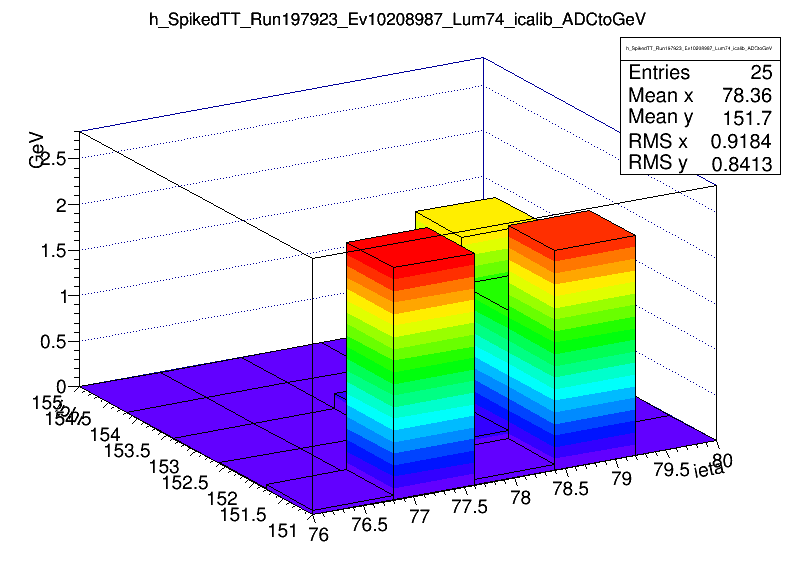 h_SpikedTT_Run197923_Ev10208987_Lum74_icalib_ADCtoGeV
h_SpikedTT_Run197923_Ev10208987_Lum74_icalib_ADCtoGeV
Entries 25
Mean x 78.36
Mean y 151.7
RMS x 0.9184
RMS y 0.8413
GeV
2.5
2
1.5
1
0.5
0
155
154.5
154
153.5
153
152.5
152
151.5
151
76
76.5
77
77.5
78
78.5
79
79.5
80
ieta